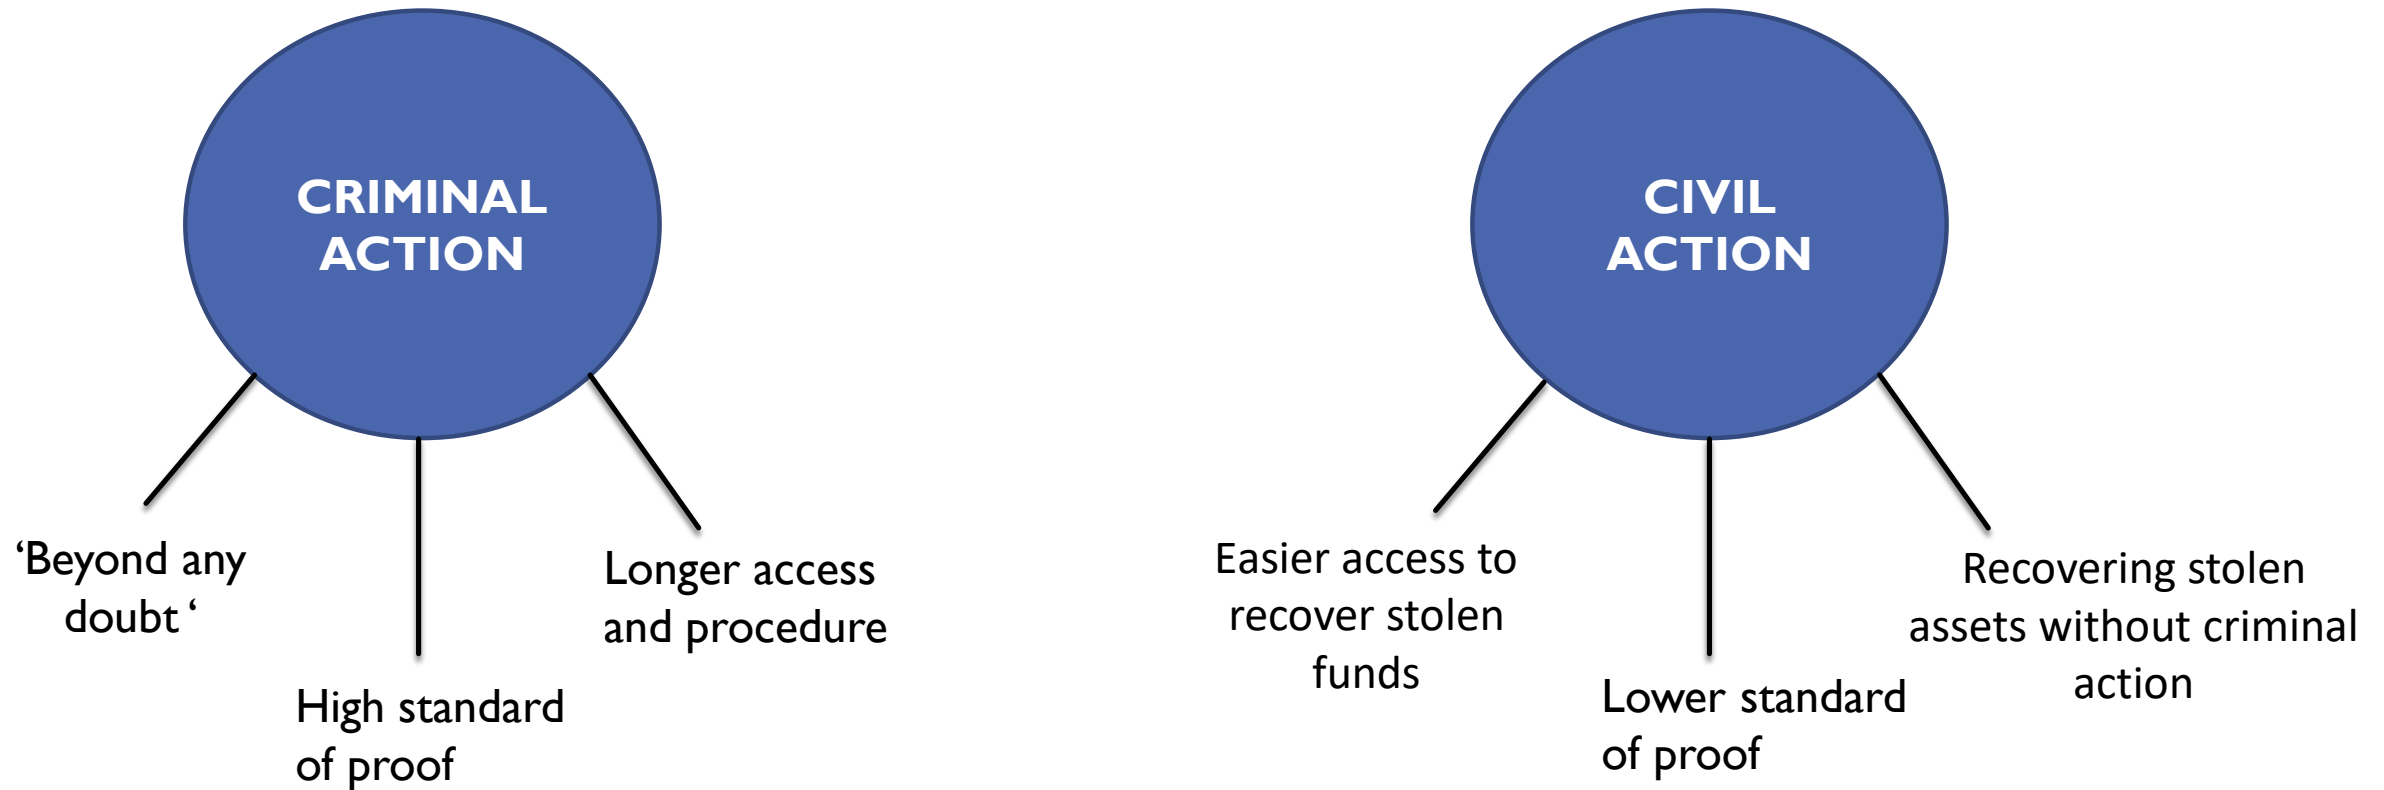 CRIMINAL
ACTION
‘Beyond any
doubt ‘
High standard
of proof
Longer access
and procedure
CIVIL
ACTION
Easier access to
recover stolen
funds
Lower standard
of proof
Recovering stolen
assets without criminal
action